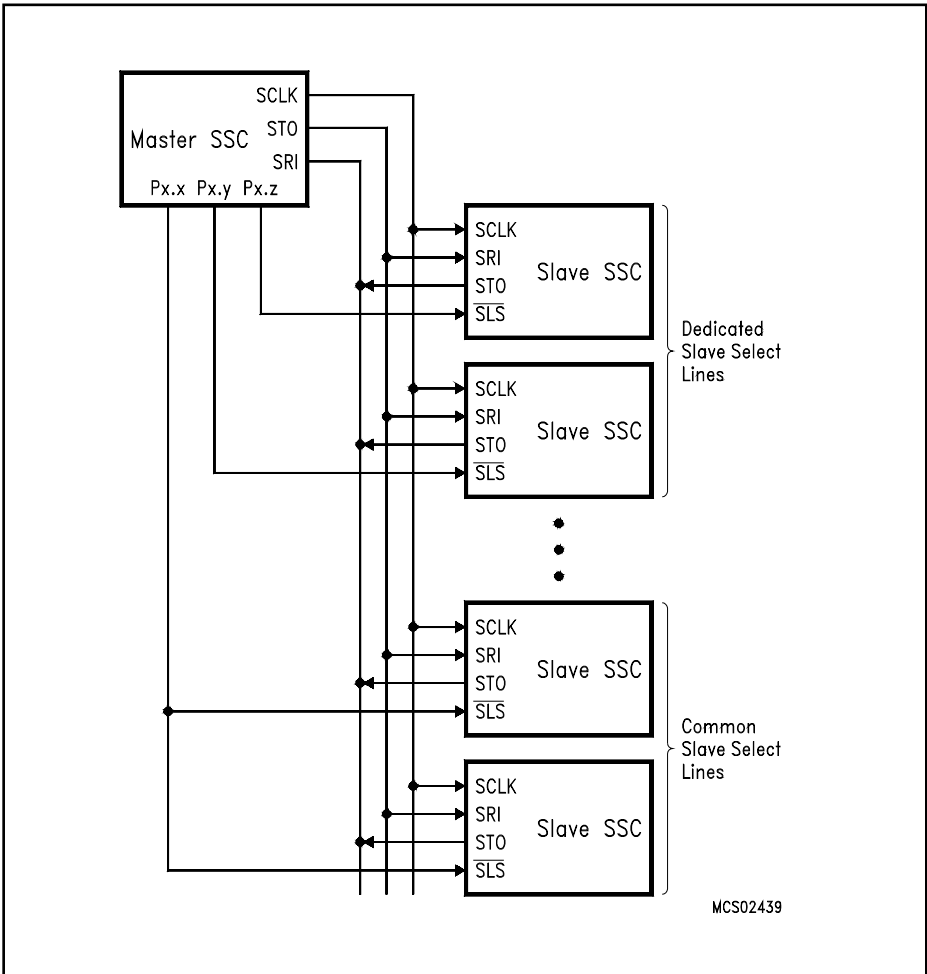 SCLK
STO
Master SSC
SRI
Px.x Px.y Px.z
SCLK
SRI
Slave SSC
STO
SLS
Dedicated
Slave Select
Lines
SCLK
SRI
Slave SSC
STO
SLS
SCLK
SRI
Slave SSC
STO
SLS
Common
Slave Select
Lines
SCLK
SRI
Slave SSC
STO
SLS
MCS02439